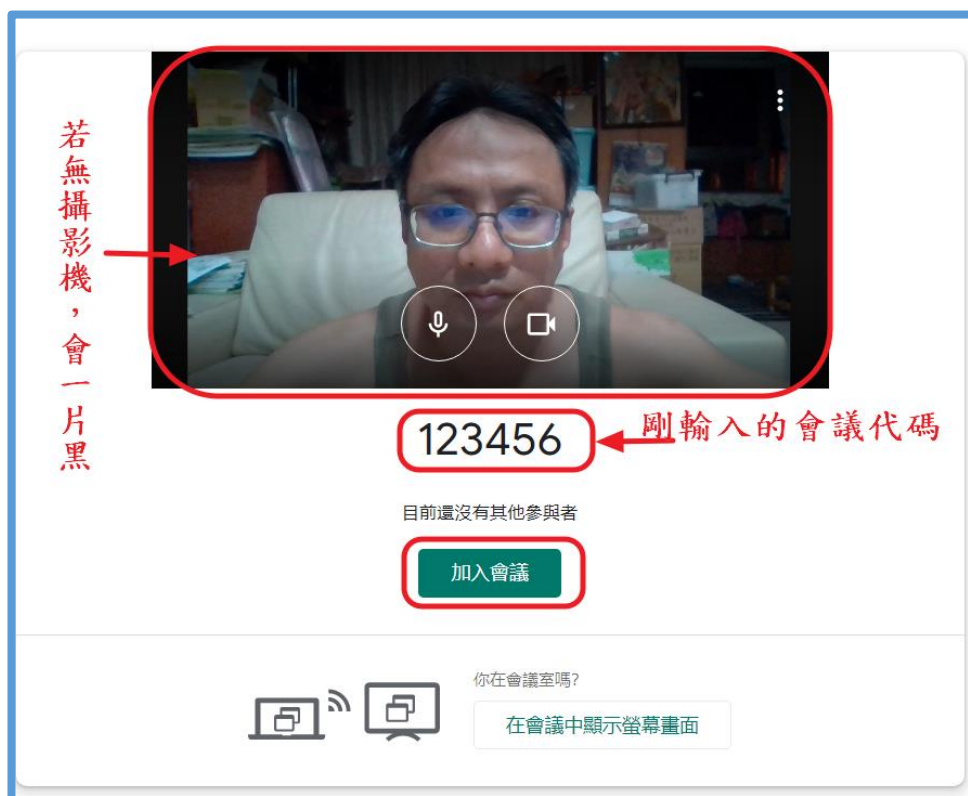 若無攝影機，會一片黑
123456
剛輸入的會議代碼
目前還沒有其他參與者
加入會議
你在會議室嗎?
在會議中顯示螢幕畫面